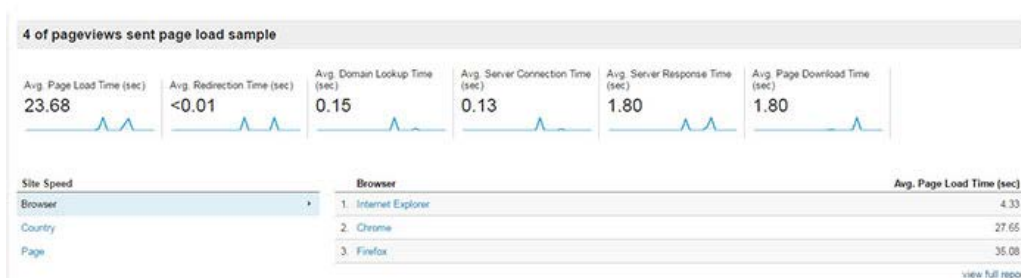 4 of pageviews sent page load sample
Avg. Page Load Time (sec)
23.68
Avg. Redirection Time (sec)
<0.01
Avg. Domain Lookup Time (sec)
0.15
Avg. Server Connection Time (sec)
0.13
Avg. Server Response Time (sec)
1.80
Avg. Page Download Time (sec)
1.80
Site Speed
Browser
Country
Page
Browser Avg. Page Load Time (sec)
1. Internet Explorer 4.33
2. Chrome 27.65
3. Firefox 35.08
view full repo